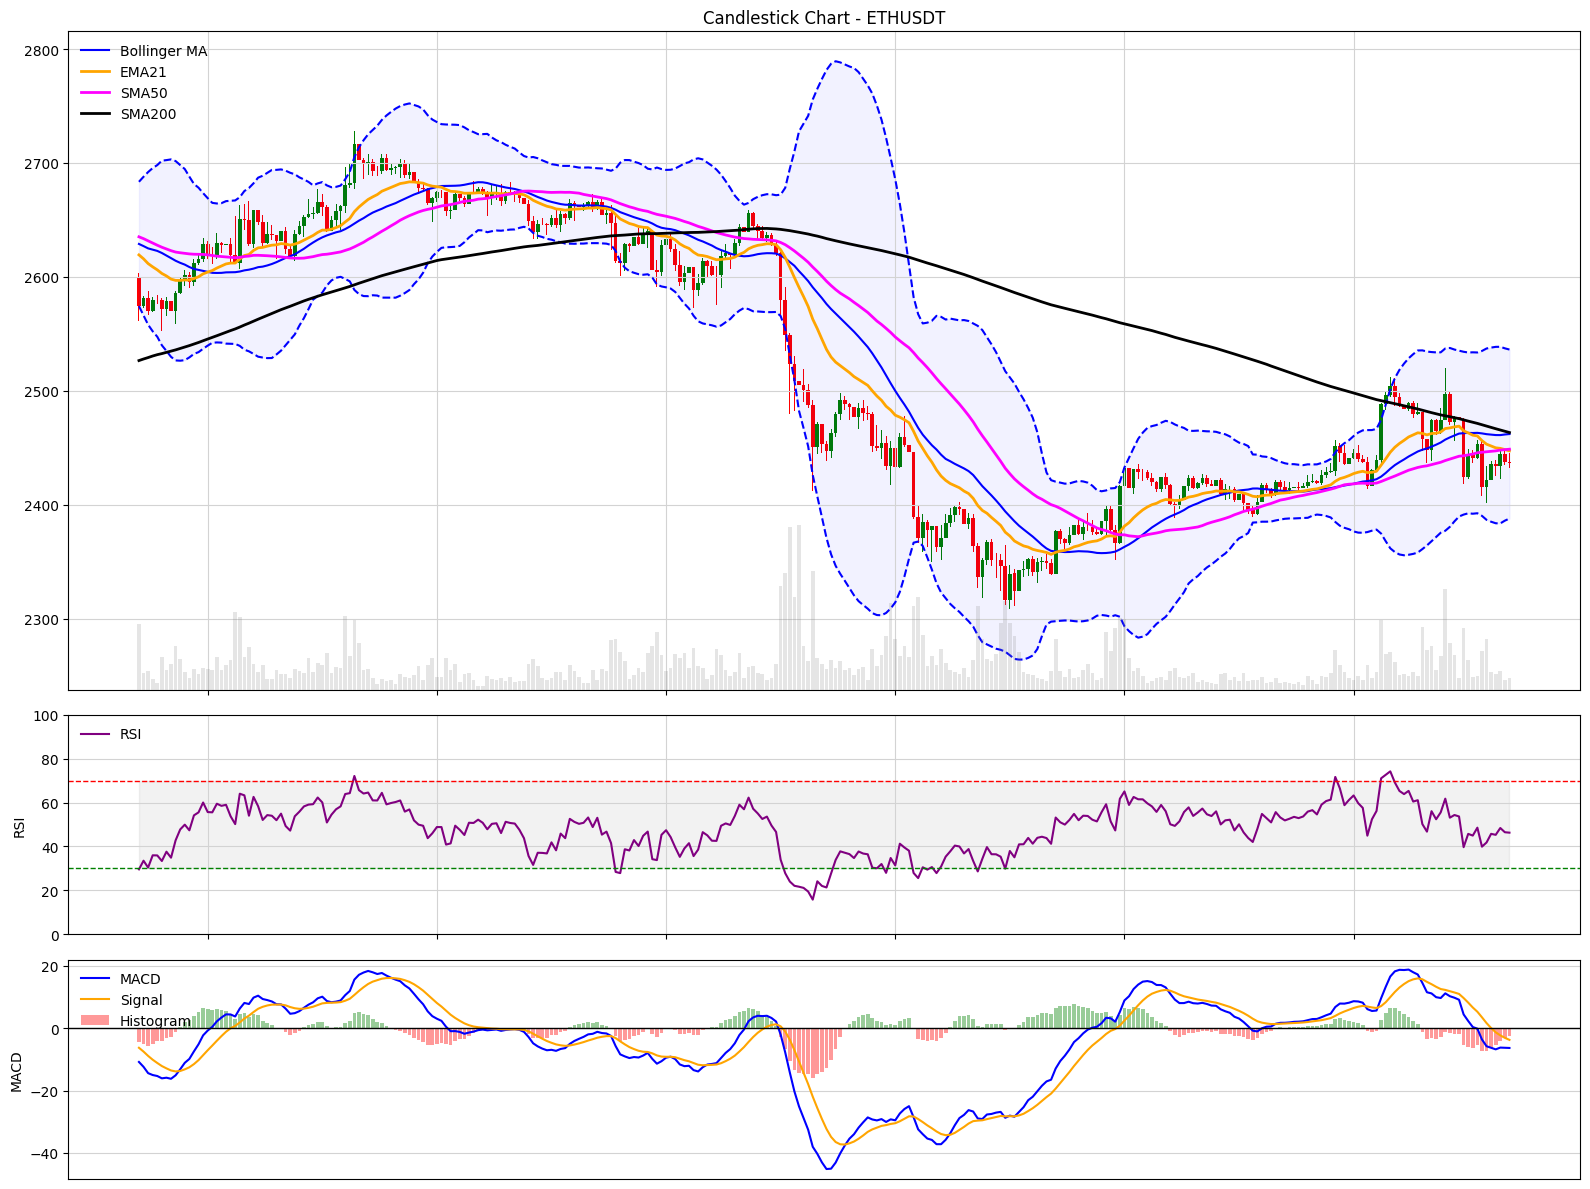 Candlestick Chart - ETHUSDT
Bollinger MA
EMA21
SMA50
SMA200
2800
2700
2600
2500
2400
2300
RSI
100
80
60
40
20
0
RSI
MACD
Signal
Histogram
20
0
−20
−40
MACD